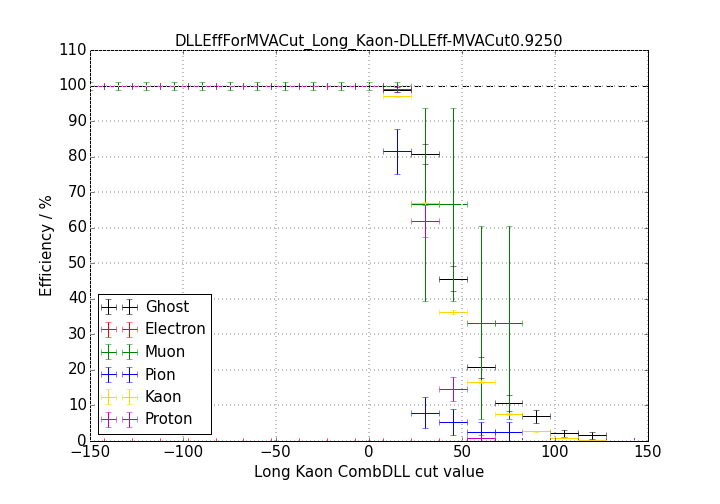 DLLEffForMVACut_Long_Kaon-DLLEff-MVACut0.9250
110
100
90
80
70
60
50
40
30
20
10
0
Efficiency / %
Ghost
Electron
Muon
Pion
Kaon
Proton
−150 −100 −50 0 50 100 150
Long Kaon CombDLL cut value